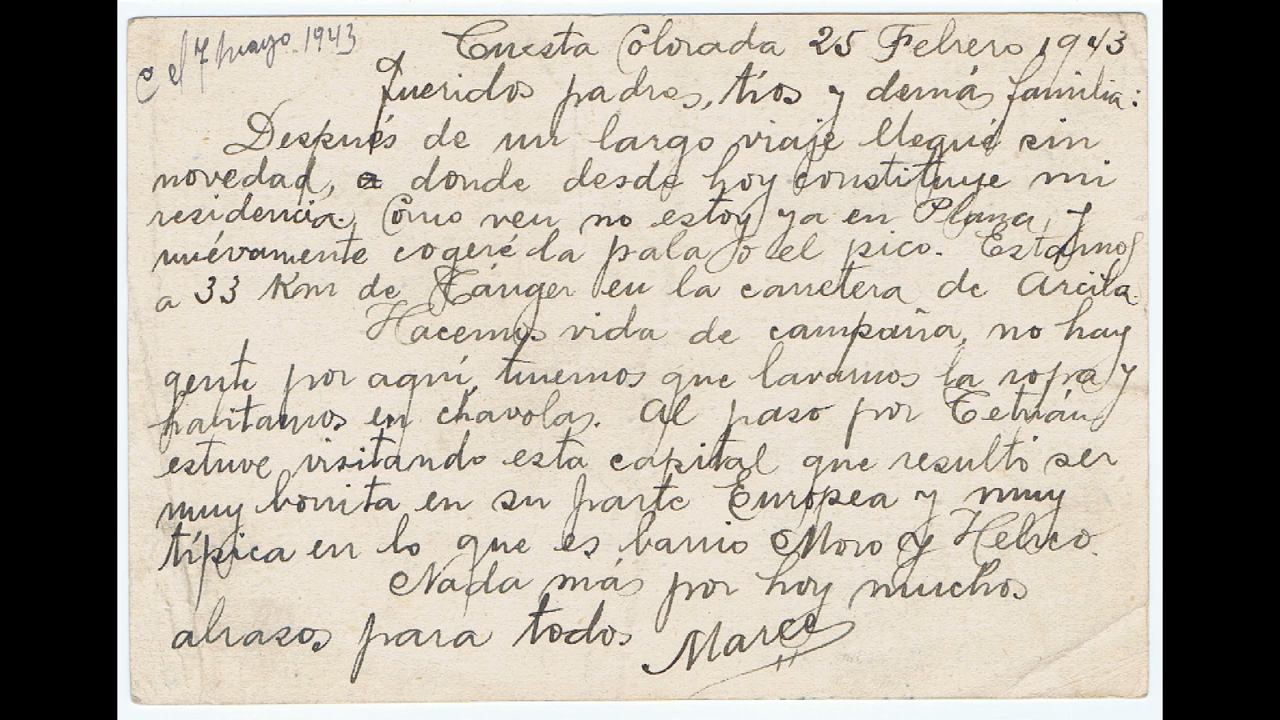 C el 7 mayo 1943
Cuesta Colorada 25 Febrero 1943
Queridos padres, tíos y demás familia:
Después de un largo viaje llegué sin
novedad, a donde desde hoy constituye mi
residencia. Como ven no estoy ya en Plana, y
nuévamente cogeré la pala o el pico. Estamos
a 33 Km de Tánger en la carretera de Arcila.
Hacemos vida de campaña, no hay
gente por aquí, tenemos que lavarnos la ropa y
habitamos en chavolas. Al paso por Tetuán
estuve visitando esta capital que resultó ser
muy bonita en su parte Europea y muy
típica en lo que es barrio Moro y Hebreo.
Nada más por hoy muchos
abrazos para todos Marcos